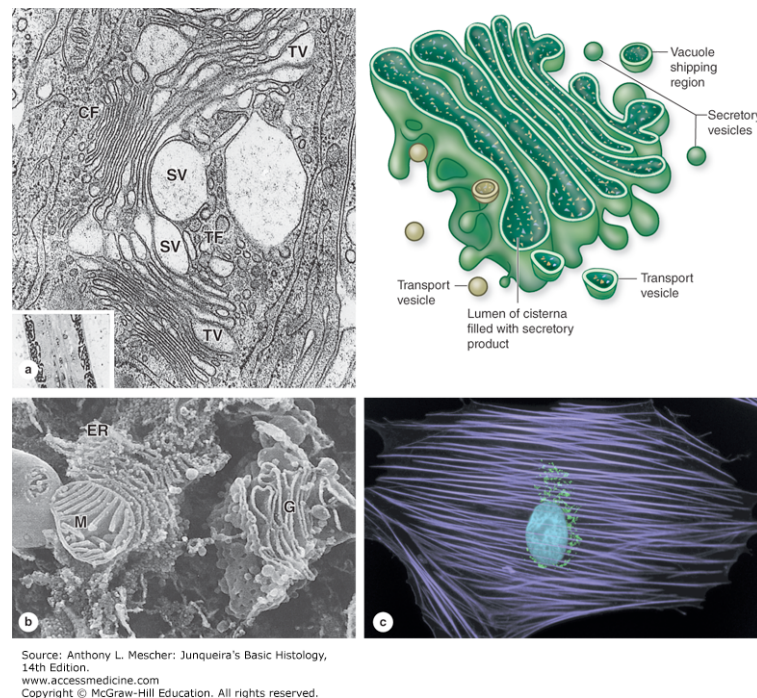 TV
CF
SV
SV
TF
TV
a
Vacuole
shipping
region
Secretory
vesicles
Transport
vesicle
Transport
vesicle
Lumen of cisterna
filled with secretory
product
ER
M
G
b
c
Source: Anthony L. Mescher: Junqueira's Basic Histology,
14th Edition.
www.accessmedicine.com
Copyright © McGraw-Hill Education. All rights reserved.